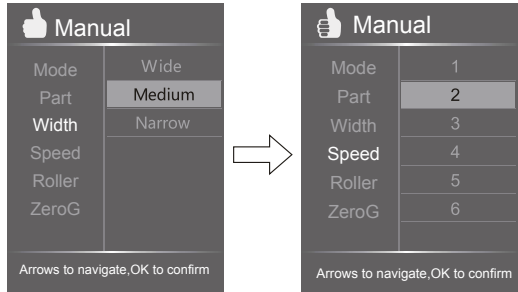 Manual
Mode
Part
Width
Speed
Roller
ZeroG
Wide
Medium
Narrow
Arrows to navigate,OK to confirm
Manual
Mode
Part
Width
Speed
Roller
ZeroG
1
2
3
4
5
6
Arrows to navigate,OK to confirm